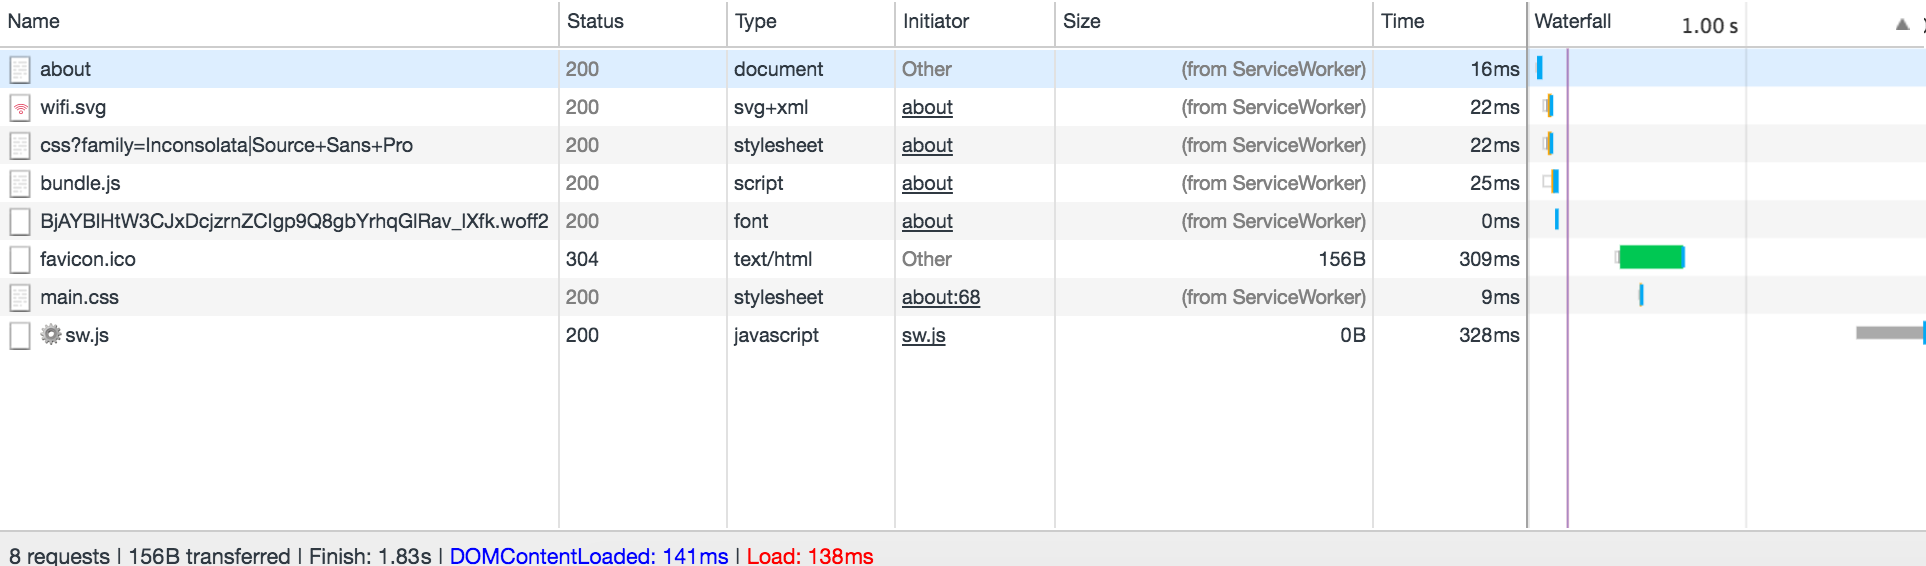 Name Status Type Initiator Size Time Waterfall 1.00 s ▲
about 200 document Other (from ServiceWorker) 16ms
wifi.svg 200 svg+xml about (from ServiceWorker) 22ms
css?family=Inconsolata|Source+Sans+Pro 200 stylesheet about (from ServiceWorker) 22ms
bundle.js 200 script about (from ServiceWorker) 25ms
200 font about (from ServiceWorker) 0ms
favicon.ico 304 text/html Other 156B 309ms
main.css 200 stylesheet about:68 (from ServiceWorker) 9ms
sw.js 200 javascript sw.js 0B 328ms
8 requests | 156B transferred | Finish: 1.83s | DOMContentLoaded: 141ms | Load: 138ms